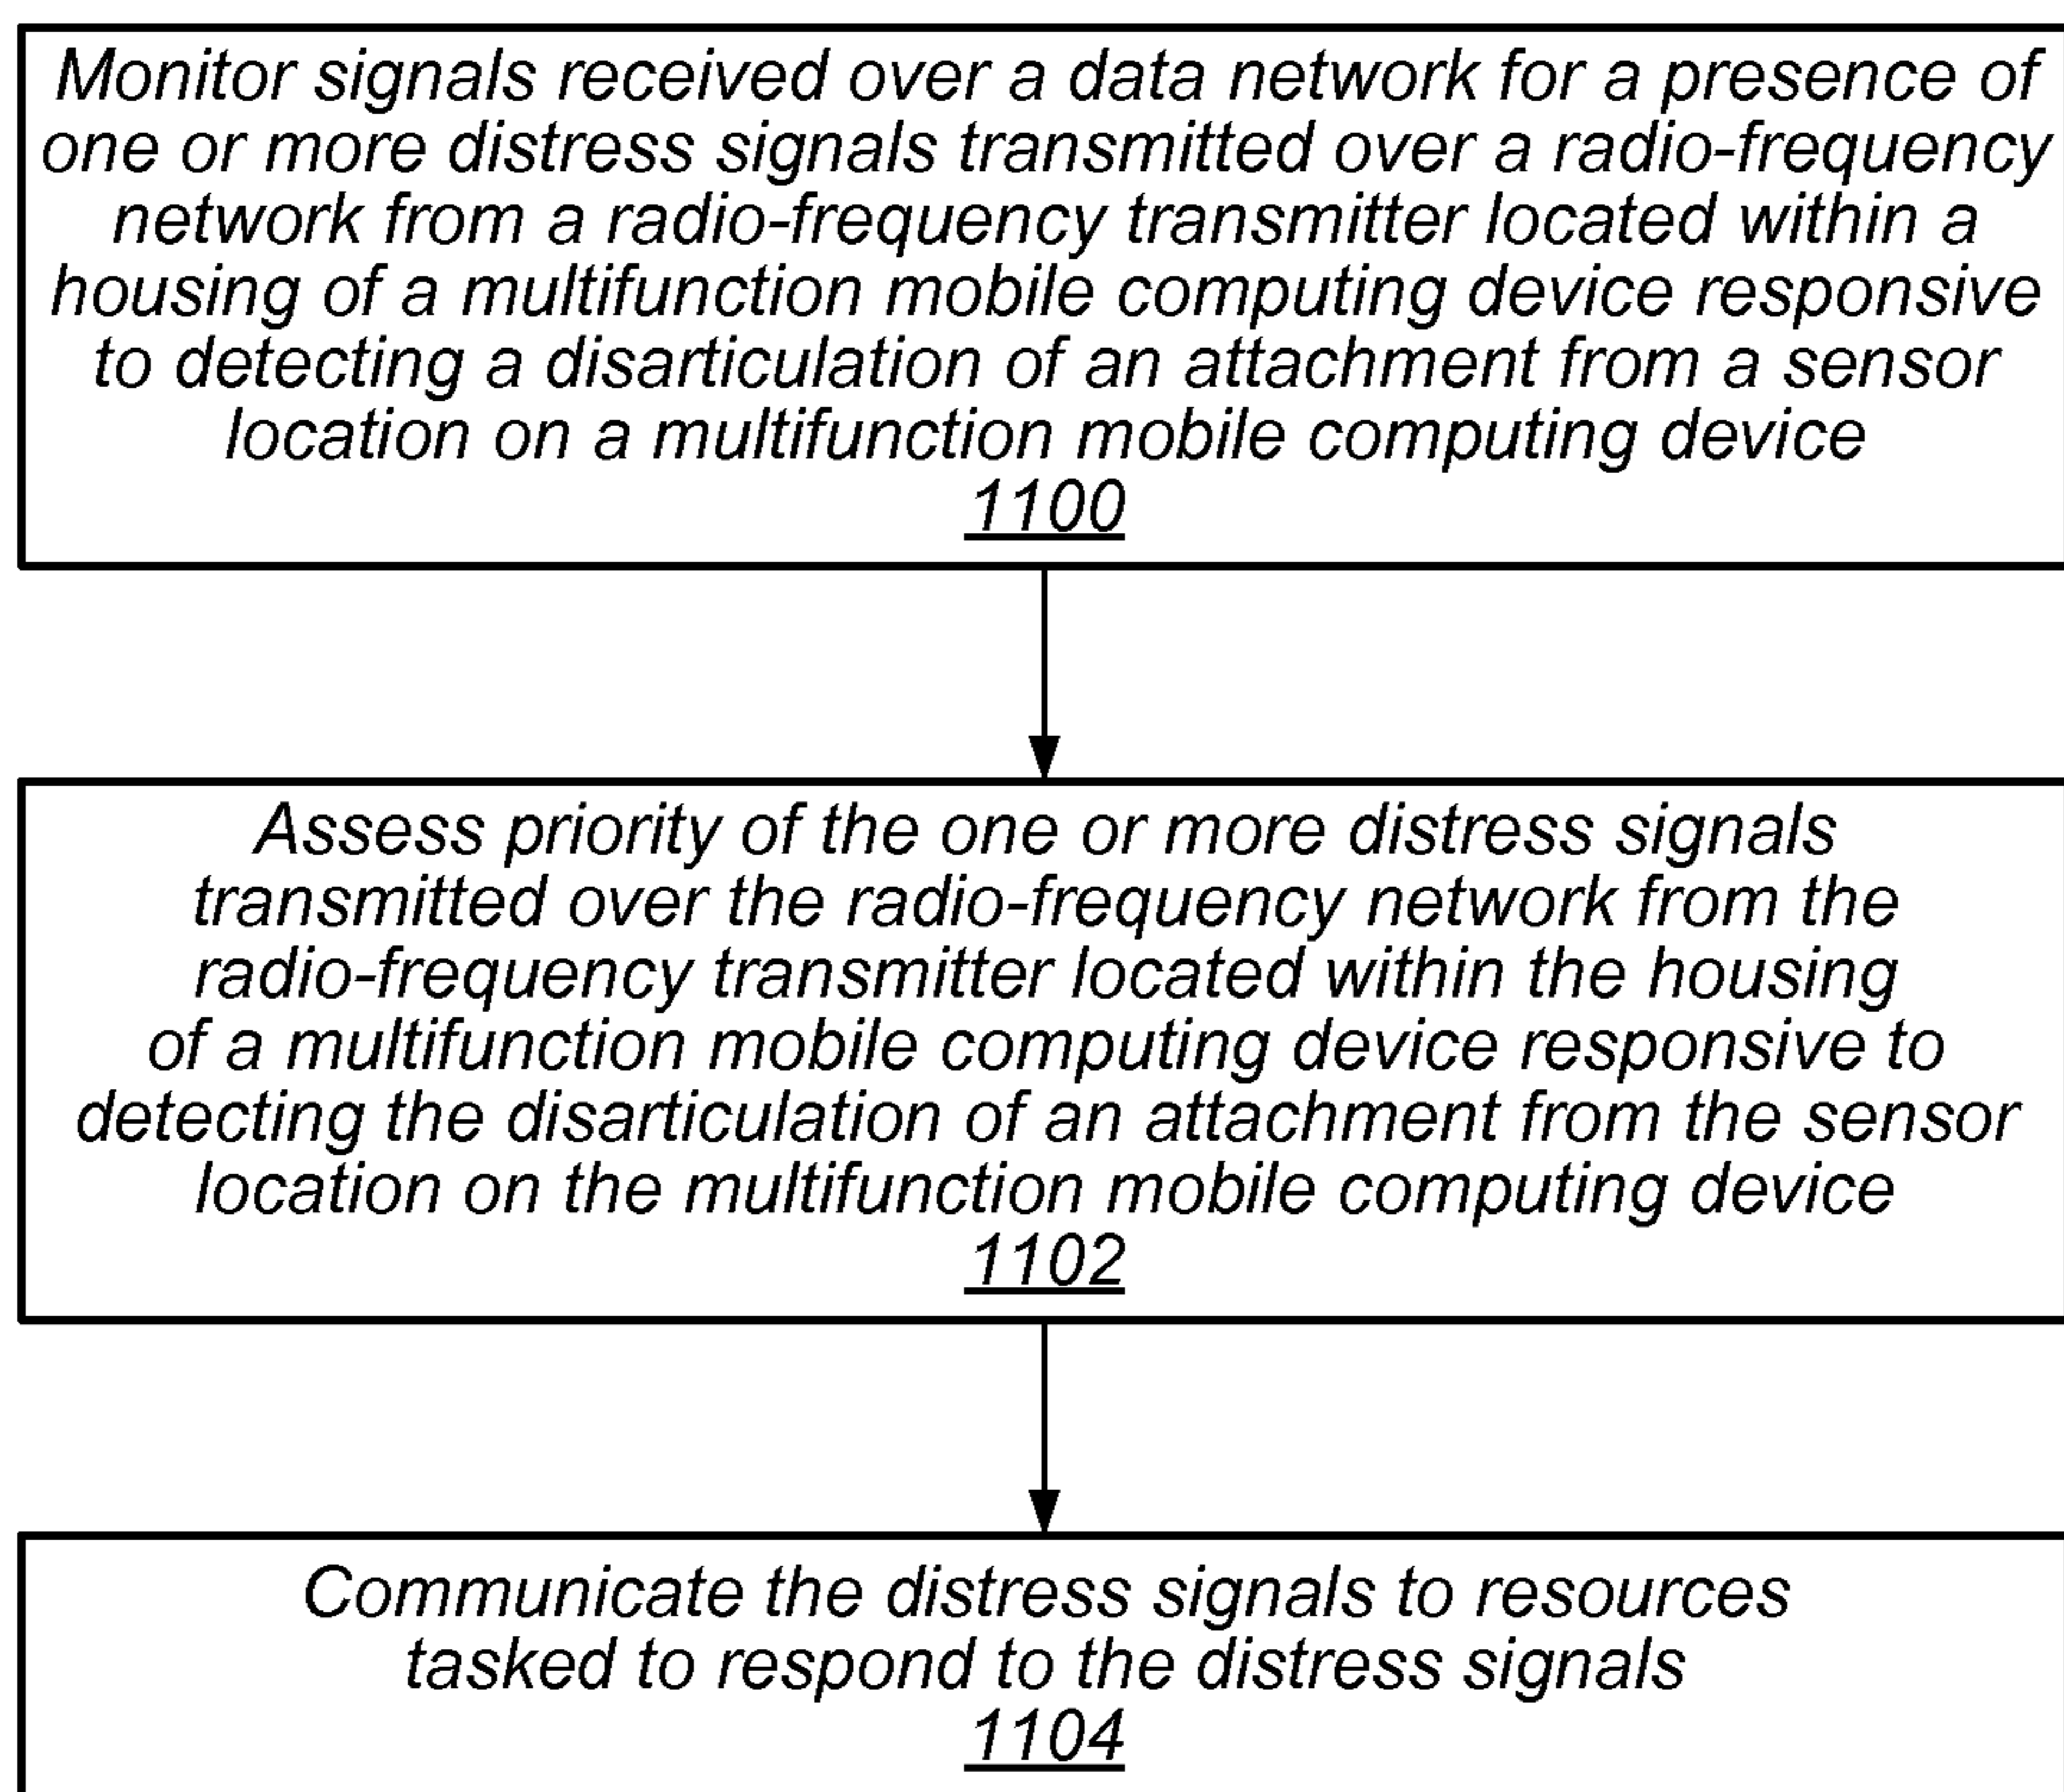 Monitor signals received over a data network for a presence of
one or more distress signals transmitted over a radio-frequency
network from a radio-frequency transmitter located within a
housing of a multifunction mobile computing device responsive
to detecting a disarticulation of an attachment from a sensor
location on a multifunction mobile computing device
1100
Assess priority of the one or more distress signals
transmitted over the radio-frequency network from the
radio-frequency transmitter located within the housing
of a multifunction mobile computing device responsive to
detecting the disarticulation of an attachment from the sensor
location on the multifunction mobile computing device
1102
Communicate the distress signals to resources
tasked to respond to the distress signals
1104